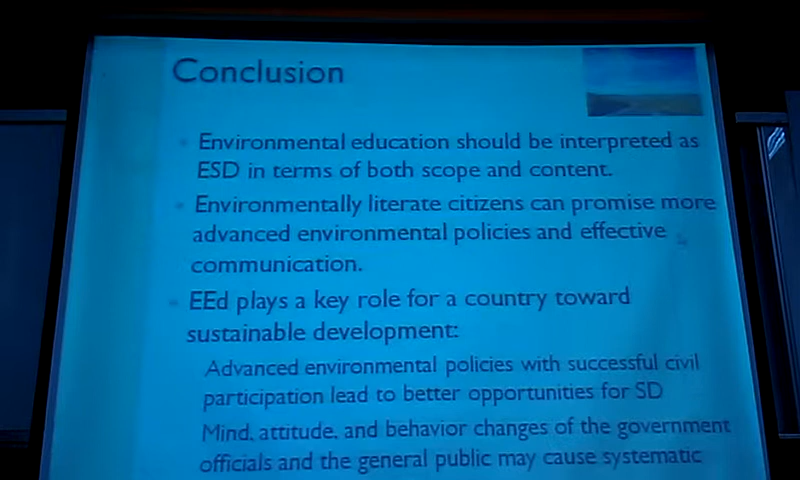 Conclusion
Environmental education should be interpreted as
ESD in terms of both scope and content.
Environmentally literate citizens can promise more
advanced environmental policies and effective
communication.
EEd plays a key role for a country toward
sustainable development:
Advanced environmental policies with successful civil
participation lead to better opportunities for SD
Mind, attitude, and behavior changes of the government
officials and the general public may cause systematic